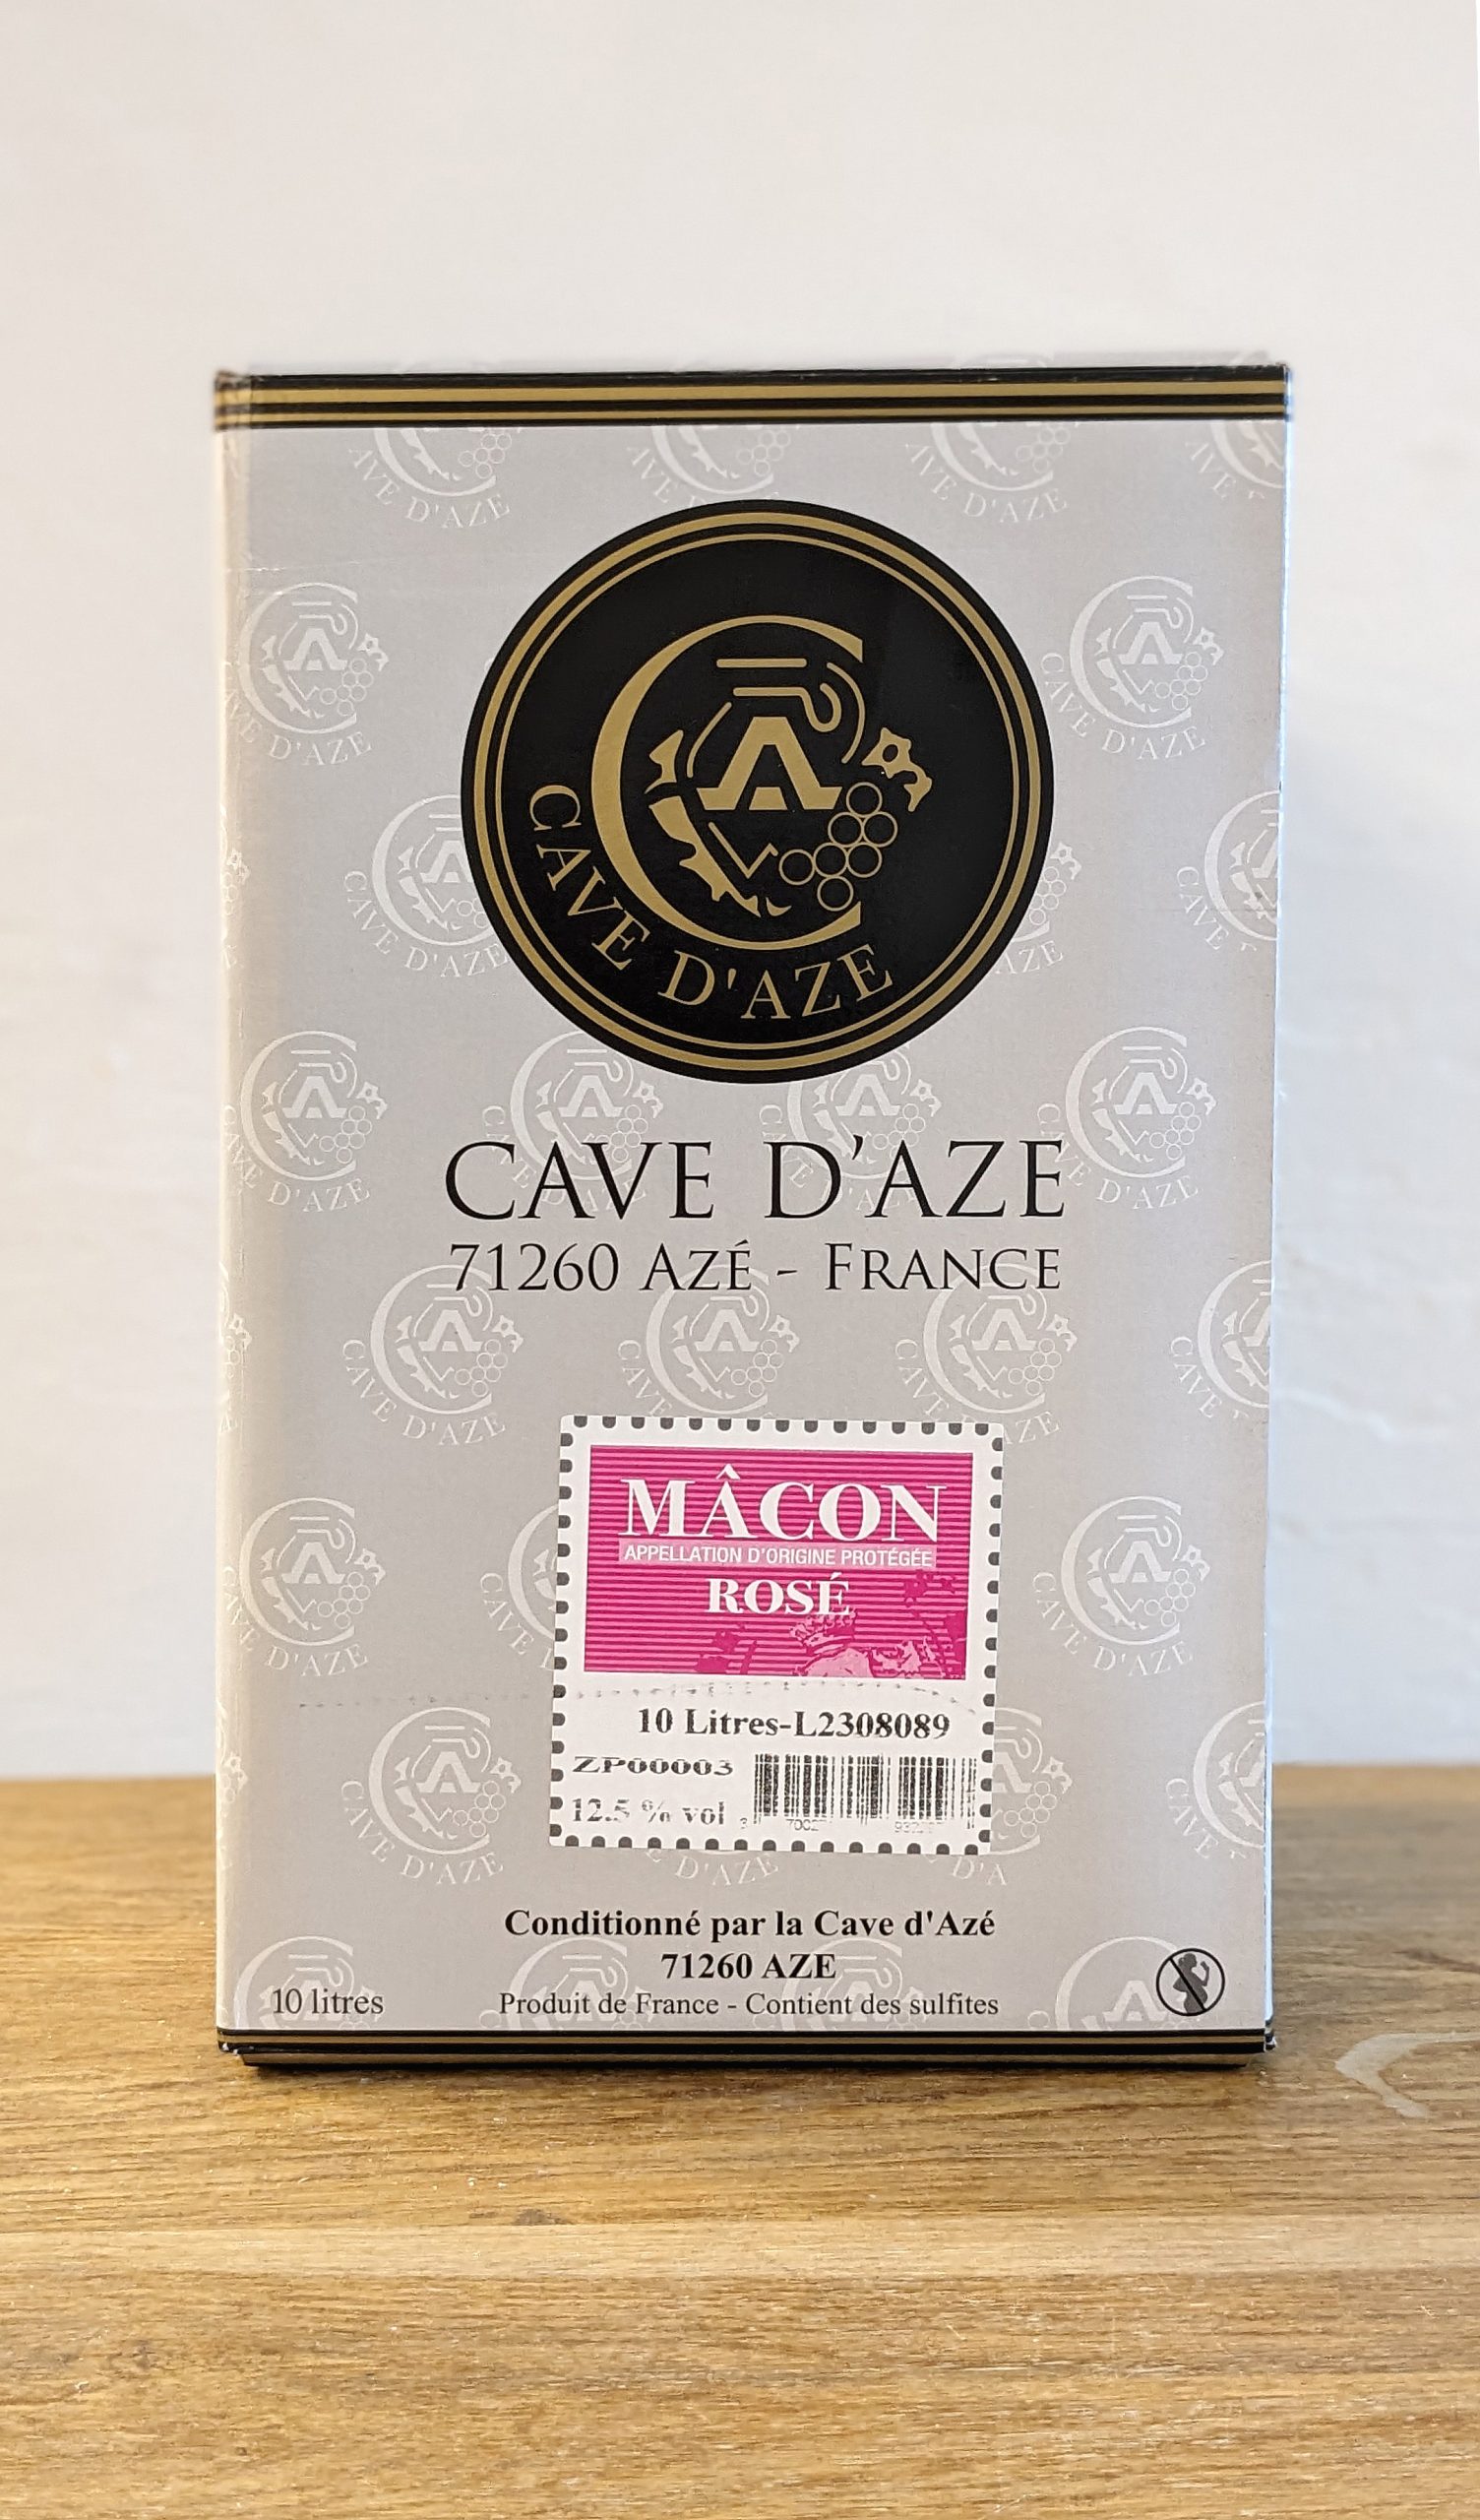 CAVE D'AZE
CAVE D'AZE
71260 AZÉ - FRANCE
MÂCON
APPELLATION D'ORIGINE PROTÉGÉE
ROSÉ
10 Litres-L2308089
ZP00003
12.5 % vol
Conditionné par la Cave d'Azé
71260 AZE
10 litres
Produit de France - Contient des sulfites